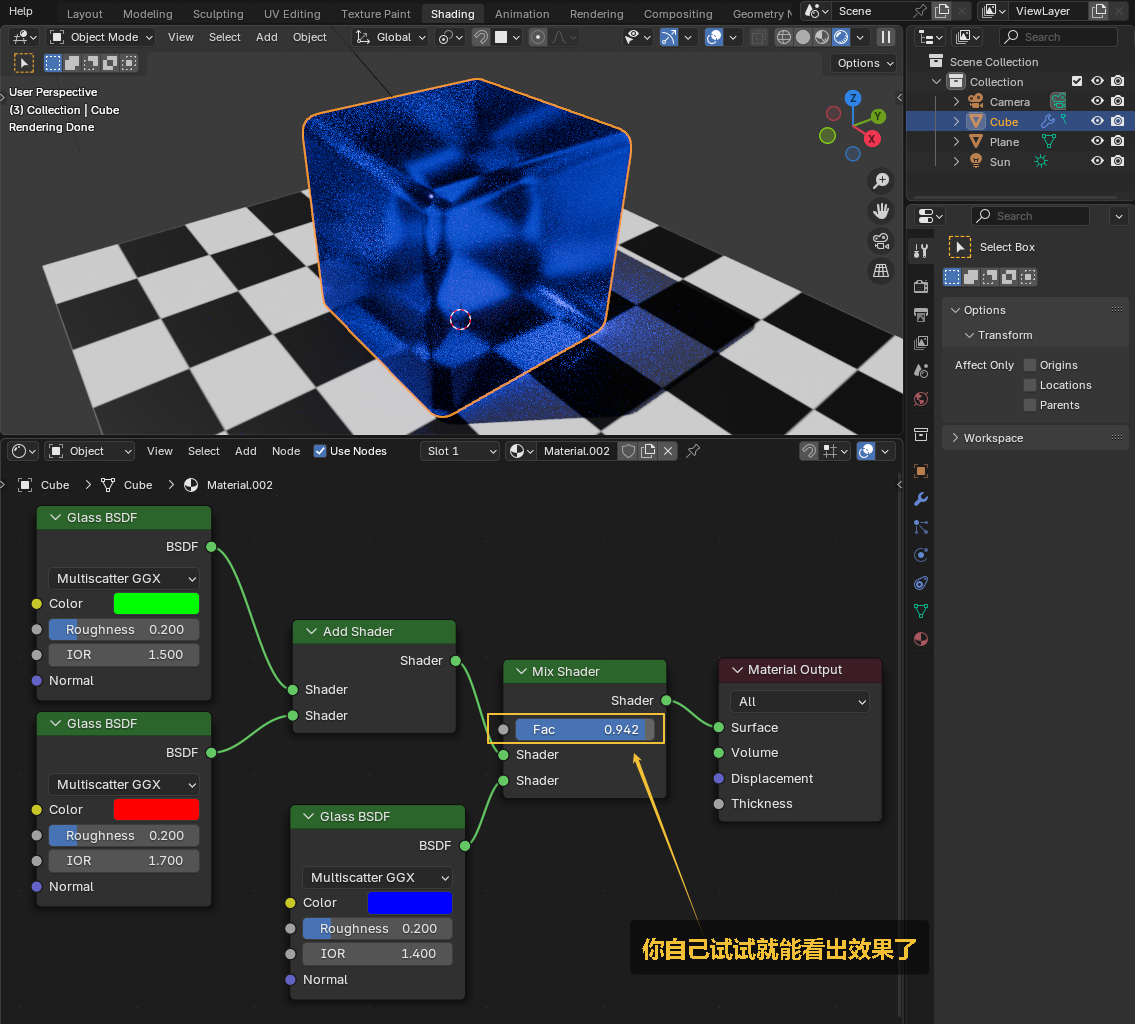 Help
Layout
Modeling
Sculpting
UV Editing
Texture Paint
Shading
Animation
Rendering
Compositing
Geometry N
Scene
ViewLayer
Object Mode
View
Select
Add
Object
Global
Options
User Perspective
(3) Collection | Cube
Rendering Done
Z
Y
X
Search
Scene Collection
Collection
Camera
Cube
Plane
Sun
Search
Select Box
Options
Transform
Affect Only
Origins
Locations
Parents
Workspace
Object
View
Select
Add
Node
Use Nodes
Slot 1
Material.002
Cube
Cube
Material.002
Glass BSDF
BSDF
Multiscatter GGX
Color
Roughness 0.200
IOR 1.500
Normal
Glass BSDF
BSDF
Multiscatter GGX
Color
Roughness 0.200
IOR 1.700
Normal
Add Shader
Shader
Shader
Shader
Glass BSDF
BSDF
Multiscatter GGX
Color
Roughness 0.200
IOR 1.400
Normal
Mix Shader
Shader
Fac 0.942
Shader
Shader
Material Output
All
Surface
Volume
Displacement
Thickness
你自己试试就能看出效果了